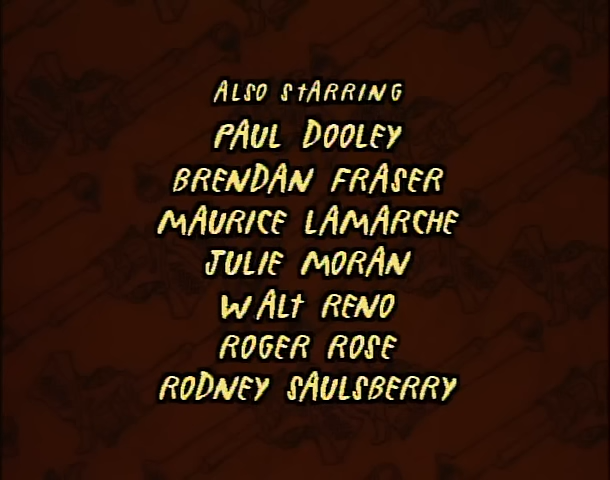 ALSO STARRING
PAUL DOOLEY
BRENDAN FRASER
MAURICE LAMARCHE
JULIE MORAN
WALT RENO
ROGER ROSE
RODNEY SAULSBERRY